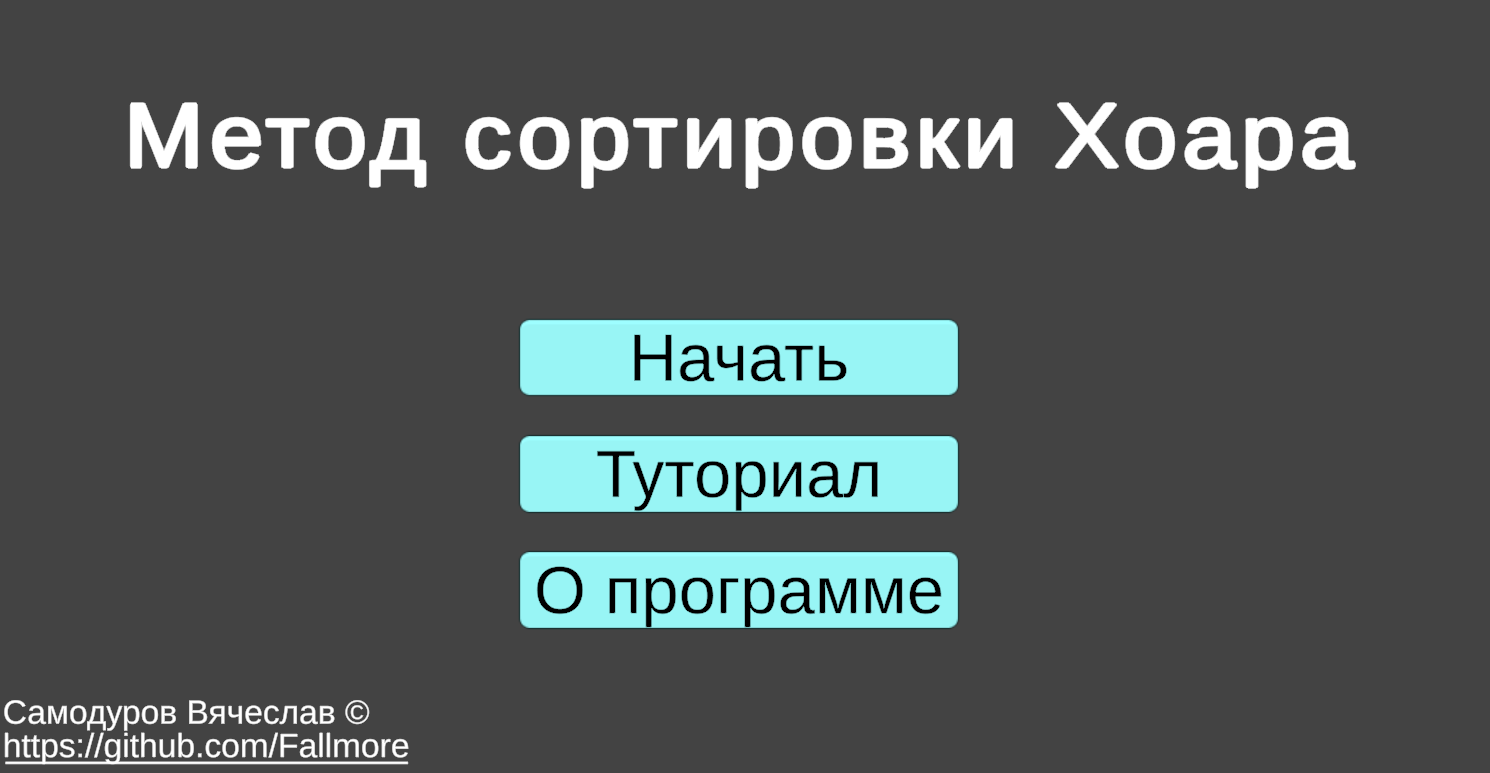 Метод сортировки Хоара
Начать
Туториал
О программе
Самодуров Вячеслав ©
https://github.com/Fallmore